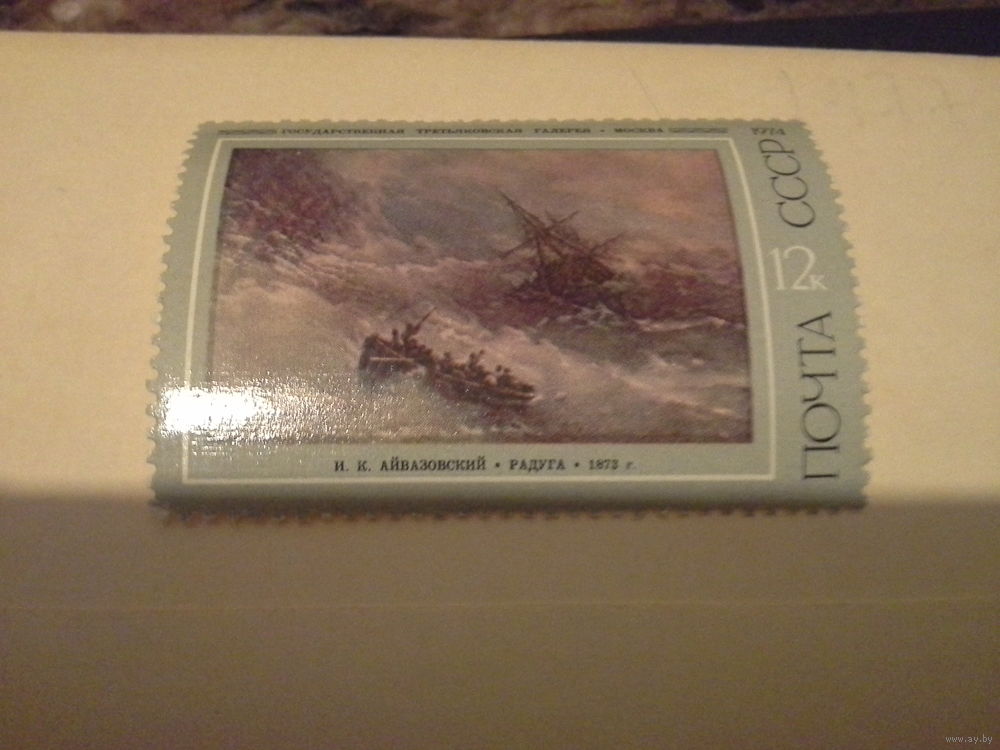 ГОСУДАРСТВЕННАЯ ТРЕТЬЯКОВСКАЯ ГАЛЕРЕЯ • МОСКВА
1974
ПОЧТА СССР
12к
И. К. АЙВАЗОВСКИЙ • РАДУГА • 1873 г.
www.ay.by